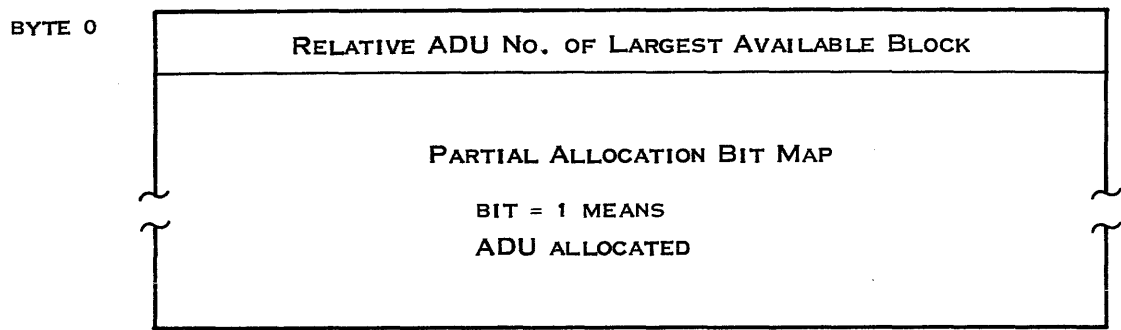 BYTE 0
RELATIVE ADU NO. OF LARGEST AVAILABLE BLOCK
PARTIAL ALLOCATION BIT MAP
BIT = 1 MEANS
ADU ALLOCATED